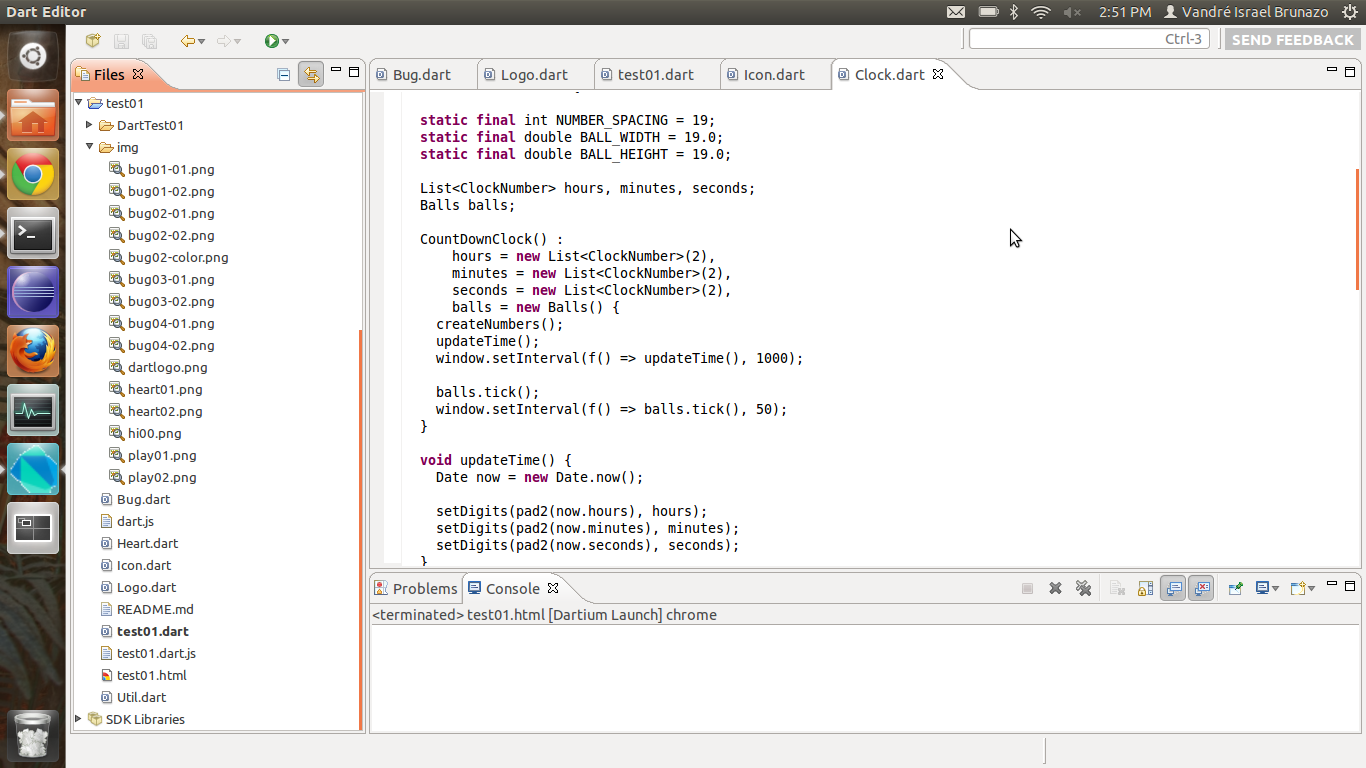 Dart Editor
2:51 PM
Vandré Israel Brunazo
Ctrl-3
SEND FEEDBACK
Files
test01
DartTest01
img
bug01-01.png
bug01-02.png
bug02-01.png
bug02-02.png
bug02-color.png
bug03-01.png
bug03-02.png
bug04-01.png
bug04-02.png
dartlogo.png
heart01.png
heart02.png
hi00.png
play01.png
play02.png
Bug.dart
dart.js
Heart.dart
Icon.dart
Logo.dart
README.md
test01.dart
test01.dart.js
test01.html
Util.dart
SDK Libraries
Bug.dart
Logo.dart
test01.dart
Icon.dart
Clock.dart
static final int NUMBER_SPACING = 19;
static final double BALL_WIDTH = 19.0;
static final double BALL_HEIGHT = 19.0;
List<ClockNumber> hours, minutes, seconds;
Balls balls;
CountDownClock() :
hours = new List<ClockNumber>(2),
minutes = new List<ClockNumber>(2),
seconds = new List<ClockNumber>(2),
balls = new Balls() {
createNumbers();
updateTime();
window.setInterval(f() => updateTime(), 1000);
balls.tick();
window.setInterval(f() => balls.tick(), 50);
}
void updateTime() {
Date now = new Date.now();
setDigits(pad2(now.hours), hours);
setDigits(pad2(now.minutes), minutes);
setDigits(pad2(now.seconds), seconds);
}
Problems
Console
<terminated> test01.html [Dartium Launch] chrome